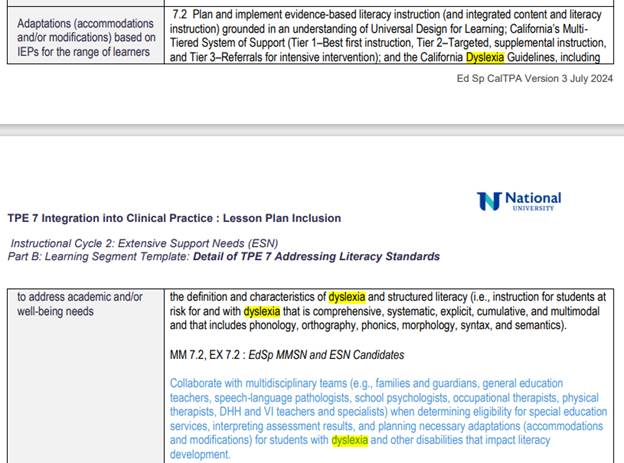 Adaptations (accommodations
and/or modifications) based on
IEPs for the range of learners
7.2 Plan and implement evidence-based literacy instruction (and integrated content and literacy
instruction) grounded in an understanding of Universal Design for Learning; California's Multi-
Tiered System of Support (Tier 1–Best first instruction, Tier 2–Targeted, supplemental instruction,
and Tier 3–Referrals for intensive intervention); and the California Dyslexia Guidelines, including
Ed Sp CalTPA Version 3 July 2024
National
UNIVERSITY
TPE 7 Integration into Clinical Practice : Lesson Plan Inclusion
Instructional Cycle 2: Extensive Support Needs (ESN)
Part B: Learning Segment Template: Detail of TPE 7 Addressing Literacy Standards
to address academic and/or
well-being needs
the definition and characteristics of dyslexia and structured literacy (i.e., instruction for students at
risk for and with dyslexia that is comprehensive, systematic, explicit, cumulative, and multimodal
and that includes phonology, orthography, phonics, morphology, syntax, and semantics).
MM 7.2, EX 7.2 : EdSp MMSN and ESN Candidates
Collaborate with multidisciplinary teams (e.g., families and guardians, general education
teachers, speech-language pathologists, school psychologists, occupational therapists, physical
therapists, DHH and VI teachers and specialists) when determining eligibility for special education
services, interpreting assessment results, and planning necessary adaptations (accommodations
and modifications) for students with dyslexia and other disabilities that impact literacy
development.